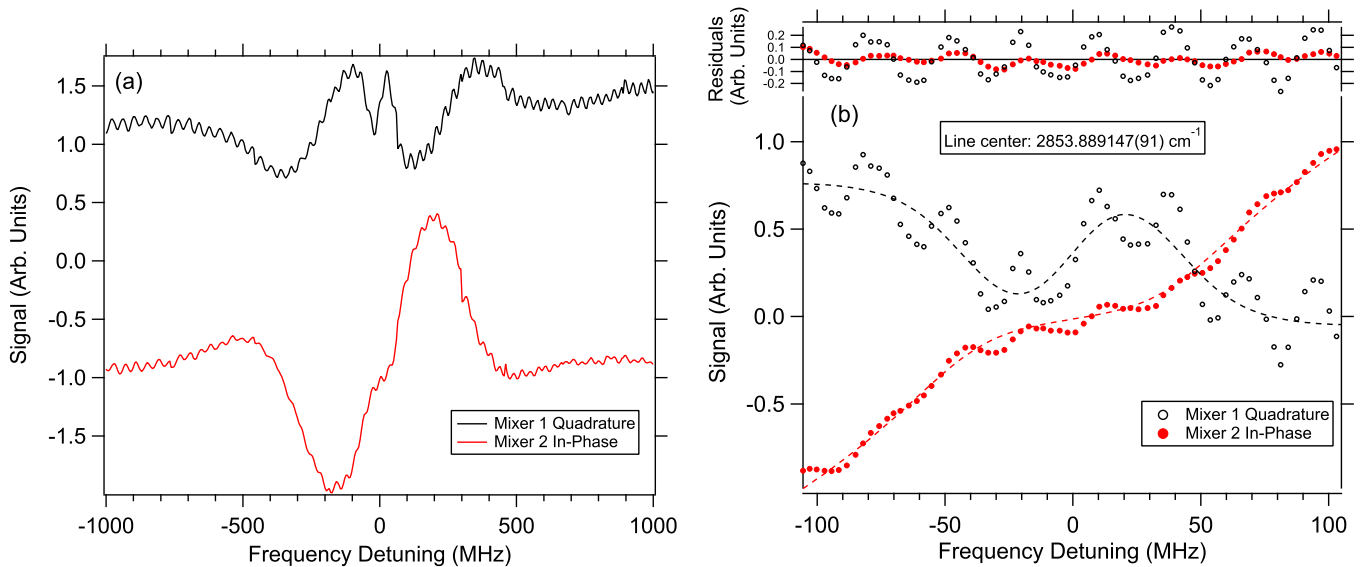 (a)
Signal (Arb. Units)
1.5
1.0
0.5
0.0
-0.5
-1.0
-1.5
Mixer 1 Quadrature
Mixer 2 In-Phase
-1000
-500
0
500
1000
Frequency Detuning (MHz)
Residuals
(Arb. Units)
0.2
0.1
0.0
-0.1
-0.2
(b)
Line center: 2853.889147(91) cm-1
Signal (Arb. Units)
1.0
0.5
0.0
-0.5
Mixer 1 Quadrature
Mixer 2 In-Phase
-100
-50
0
50
100
Frequency Detuning (MHz)